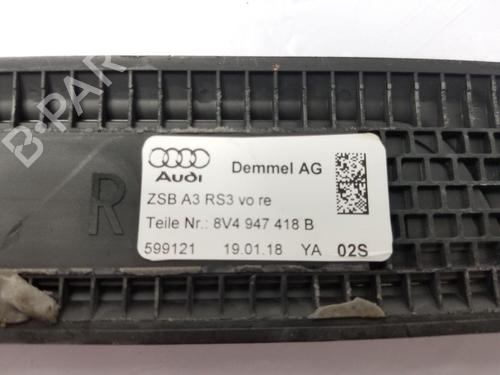 B-PARTS
R
Audi
Demmel AG
ZSB A3 RS3 vo re
Teile Nr.: 8V4 947 418 B
599121 19.01.18 YA 02S